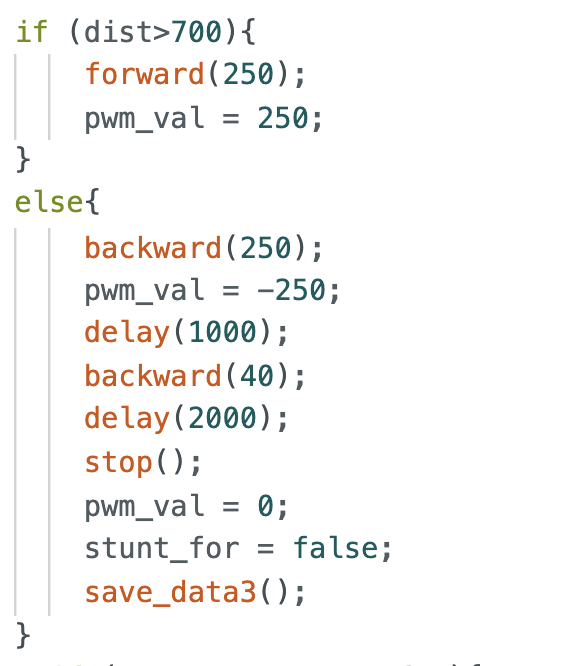 if (dist>700){
forward(250);
pwm_val = 250;
}
else{
backward(250);
pwm_val = -250;
delay(1000);
backward(40);
delay(2000);
stop();
pwm_val = 0;
stunt_for = false;
save_data3();
}